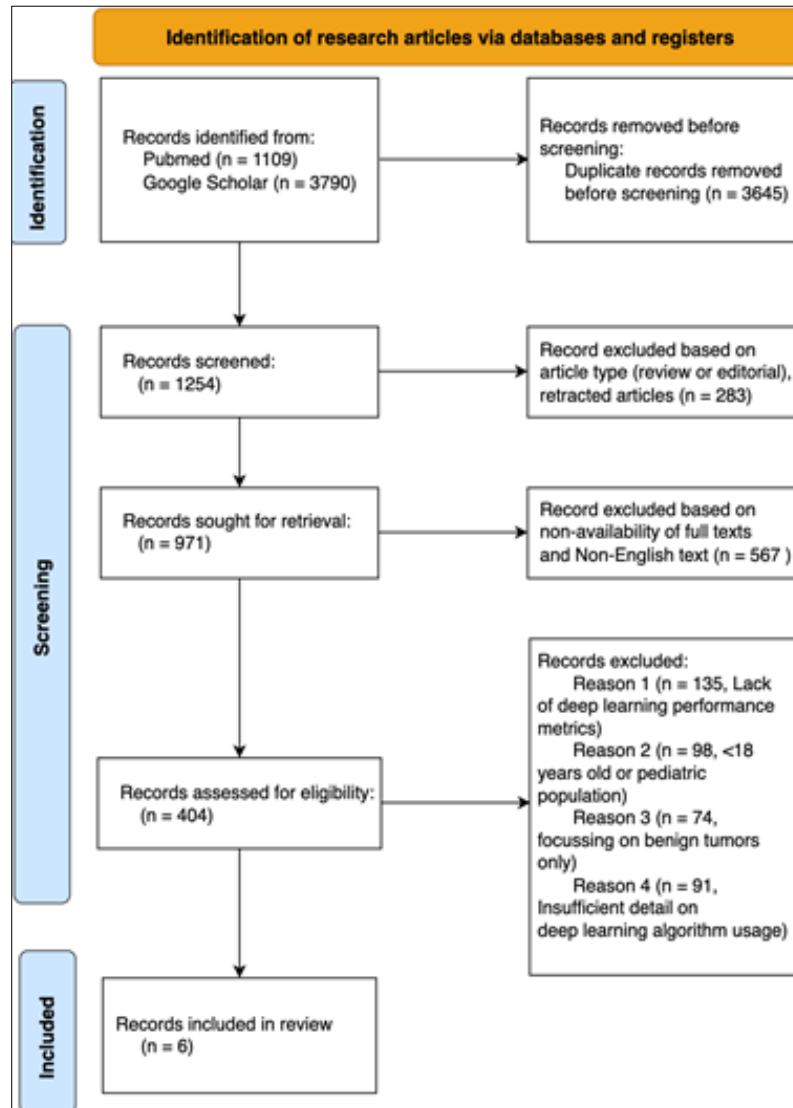 Identification of research articles via databases and registers
Identification
Records identified from:
Pubmed (n = 1109)
Google Scholar (n = 3790)
Records removed before
screening:
Duplicate records removed
before screening (n = 3645)
Screening
Records screened:
(n = 1254)
Record excluded based on
article type (review or editorial),
retracted articles (n = 283)
Records sought for retrieval:
(n = 971)
Record excluded based on
non-availability of full texts
and Non-English text (n = 567 )
Records assessed for eligibility:
(n = 404)
Records excluded:
Reason 1 (n = 135, Lack
of deep learning performance
metrics)
Reason 2 (n = 98, <18
years old or pediatric
population)
Reason 3 (n = 74,
focussing on benign tumors
only)
Reason 4 (n = 91,
Insufficient detail on
deep learning algorithm usage)
Included
Records included in review
(n = 6)